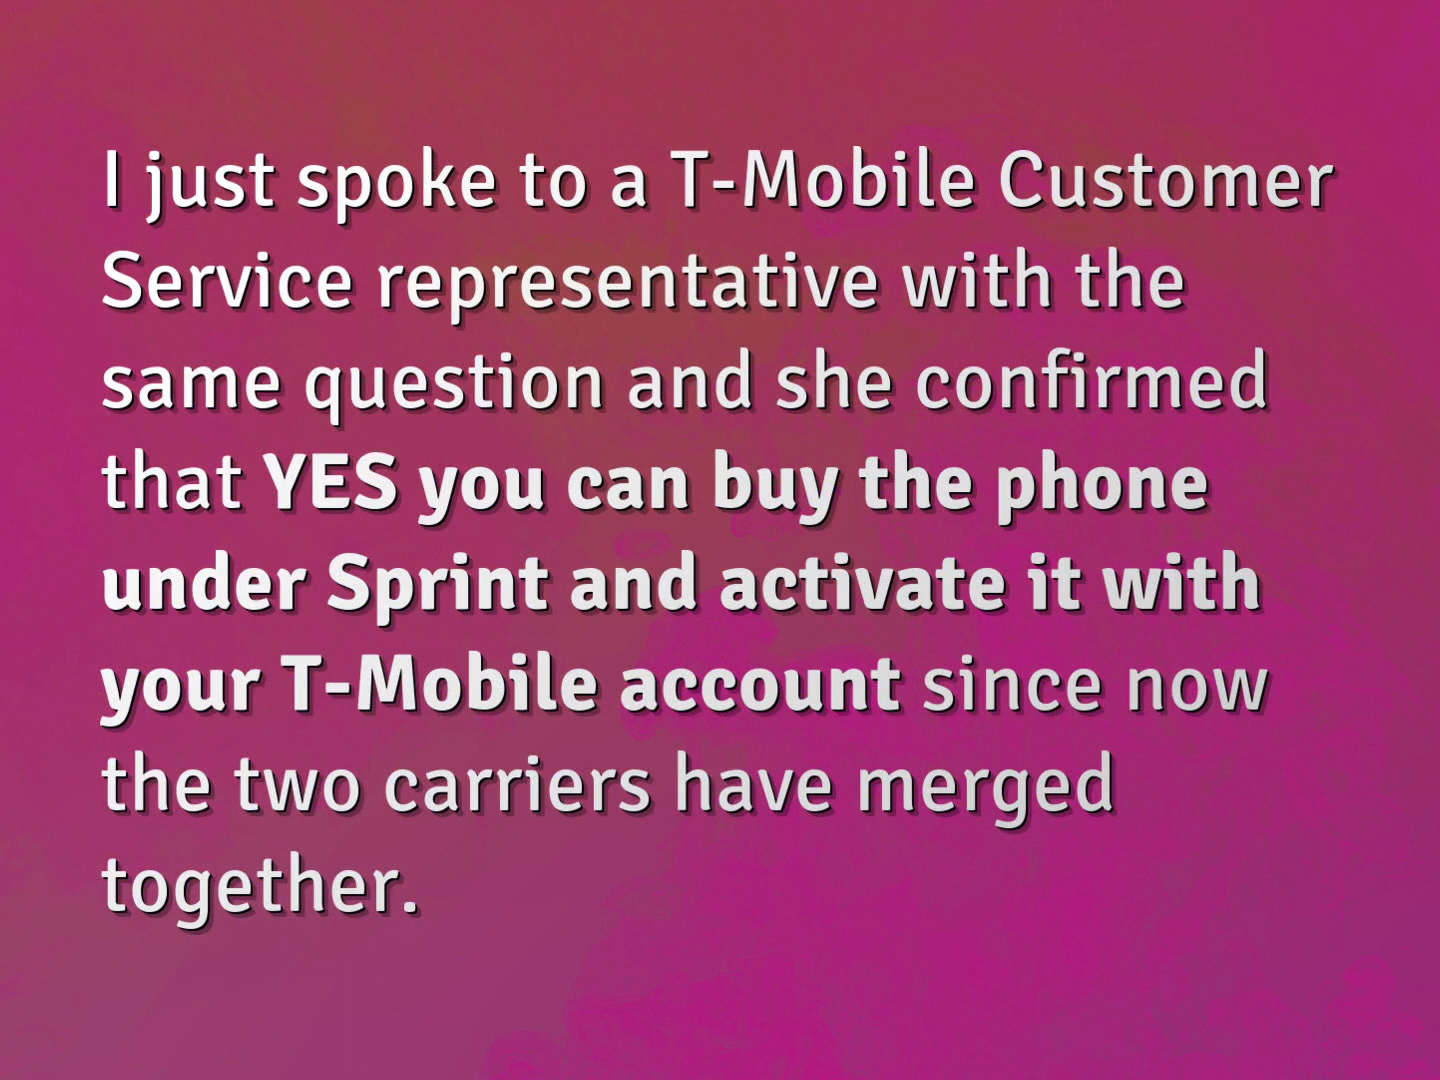 I just spoke to a T-Mobile Customer
Service representative with the
same question and she confirmed
that YES you can buy the phone
under Sprint and activate it with
your T-Mobile account since now
the two carriers have merged
together.